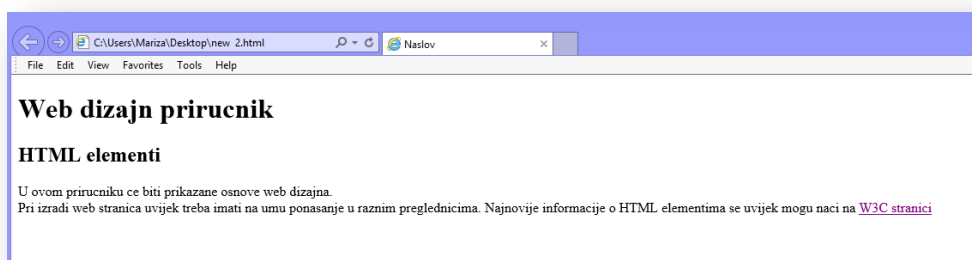 C:\Users\Mariza\Desktop\new 2.html
Naslov
File Edit View Favorites Tools Help
Web dizajn prirucnik
HTML elementi
U ovom prirucniku ce biti prikazane osnove web dizajna.
Pri izradi web stranica uvijek treba imati na umu ponasanje u raznim preglednicima. Najnovije informacije o HTML elementima se uvijek mogu naci na W3C stranici